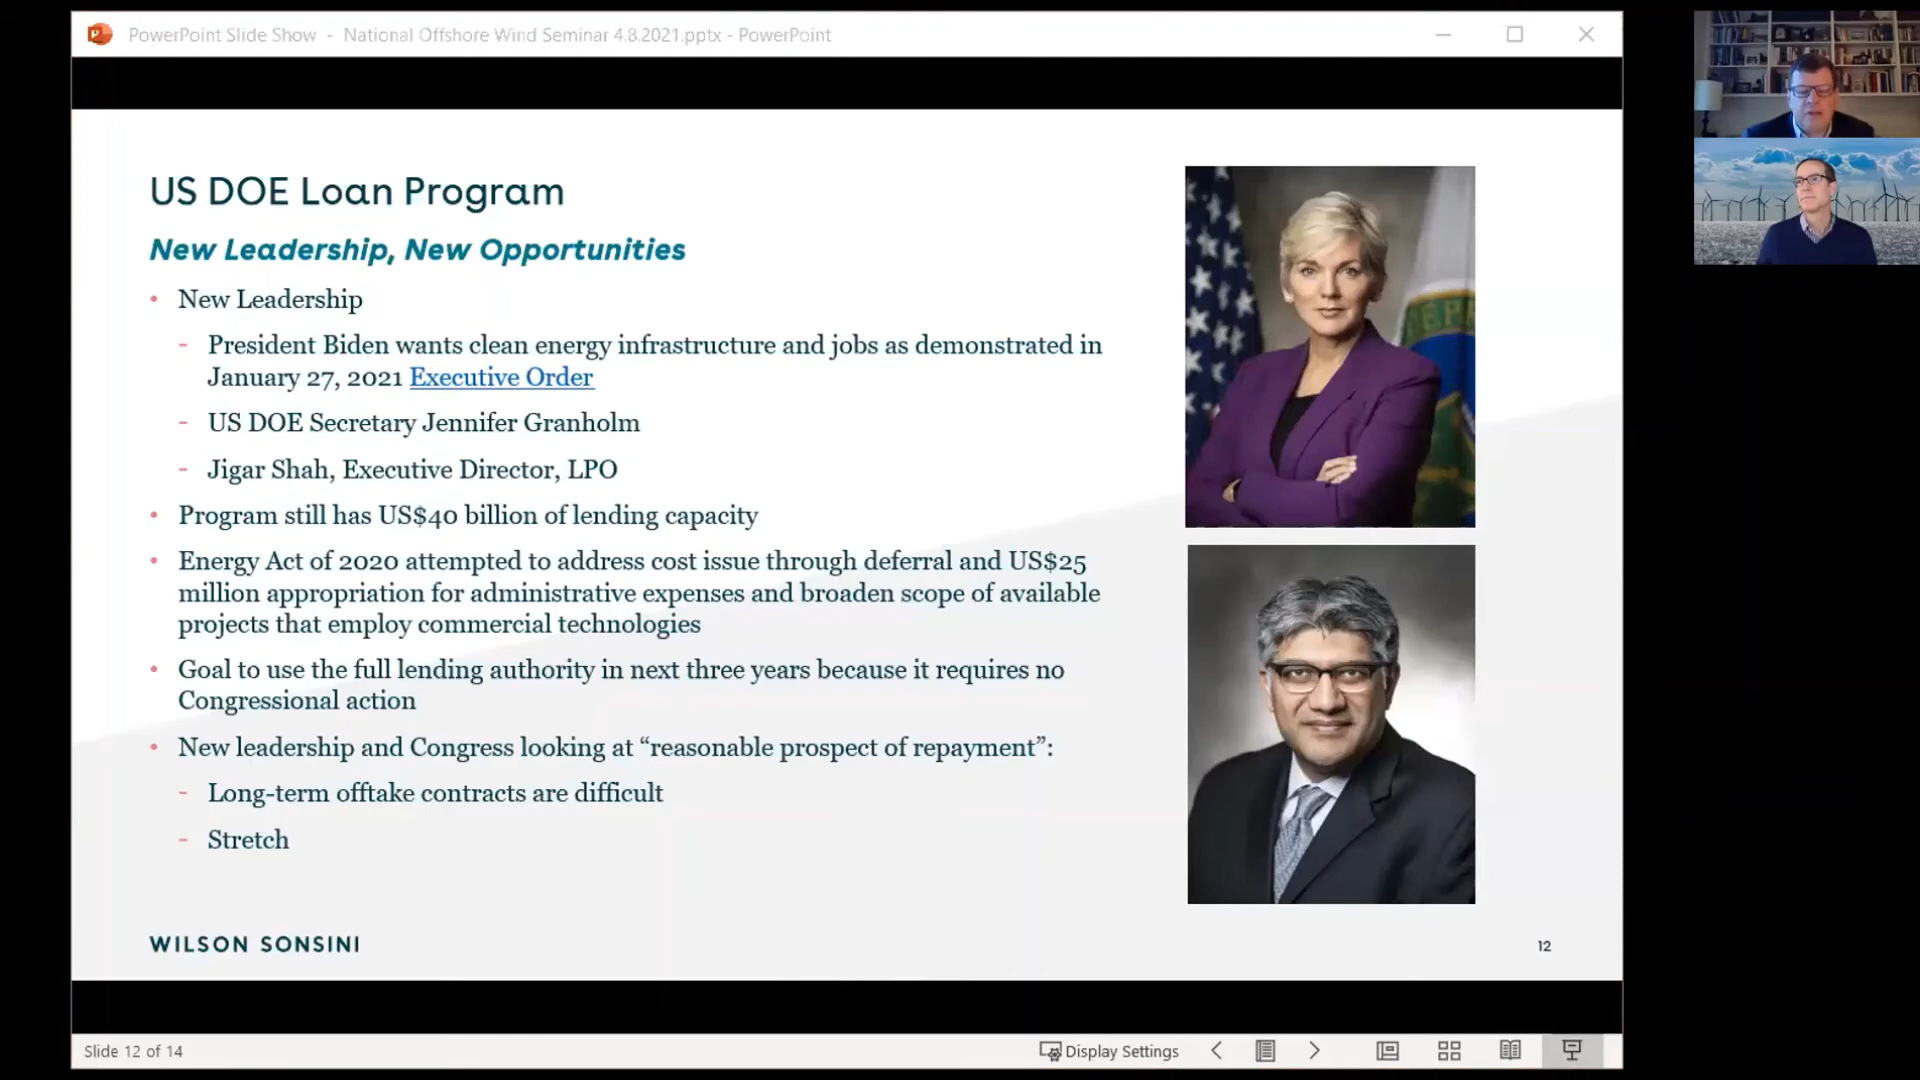 PowerPoint Slide Show - National Offshore Wind Seminar 4.8.2021.pptx - PowerPoint
US DOE Loan Program
New Leadership, New Opportunities
• New Leadership
- President Biden wants clean energy infrastructure and jobs as demonstrated in
January 27, 2021 Executive Order
- US DOE Secretary Jennifer Granholm
- Jigar Shah, Executive Director, LPO
• Program still has US$40 billion of lending capacity
• Energy Act of 2020 attempted to address cost issue through deferral and US$25
million appropriation for administrative expenses and broaden scope of available
projects that employ commercial technologies
• Goal to use the full lending authority in next three years because it requires no
Congressional action
• New leadership and Congress looking at “reasonable prospect of repayment”:
- Long-term offtake contracts are difficult
- Stretch
WILSON SONSINI
12
Slide 12 of 14
Display Settings